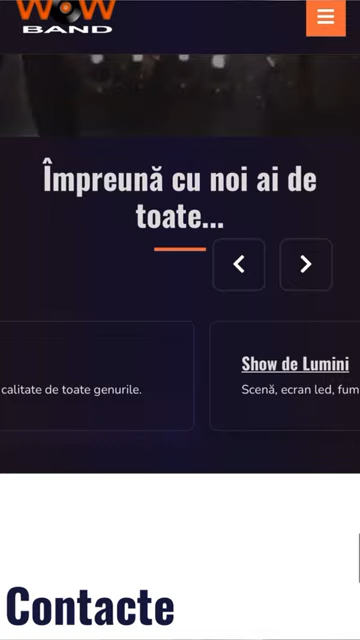 WOW
BAND
Împreună cu noi ai de
toate...
Show de Lumini
calitate de toate genurile.
Scenă, ecran led, fum
Contacte